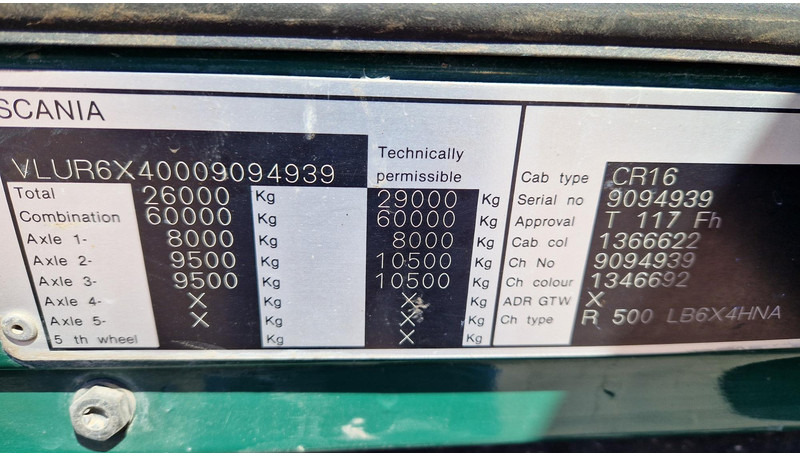 SCANIA
VLUR6X40009094939
Technically
permissible
Total 26000 Kg 29000 Kg
Combination 60000 Kg 60000 Kg
Axle 1- 8000 Kg 8000 Kg
Axle 2- 9500 Kg 10500 Kg
Axle 3- 9500 Kg 10500 Kg
Axle 4- X Kg X Kg
Axle 5- X Kg X Kg
5 th wheel Kg X Kg
Cab type CR16
Serial no 9094939
Approval T 117 Fh
Cab col 1366622
Ch No 9094939
Ch colour 1346692
ADR GTW X
Ch type R 500 LB6X4HNA